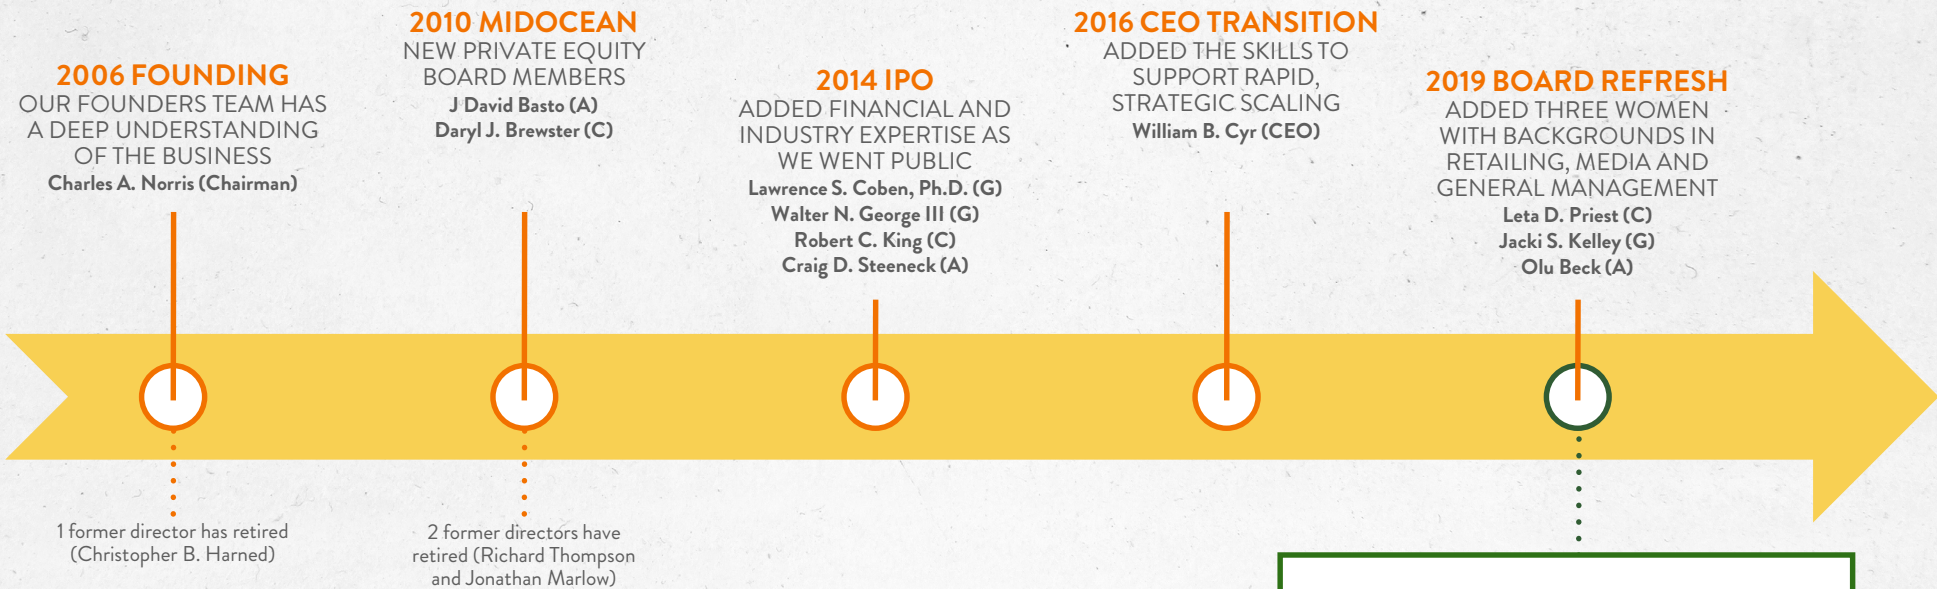 2006 FOUNDING
OUR FOUNDERS TEAM HAS
A DEEP UNDERSTANDING
OF THE BUSINESS
Charles A. Norris (Chairman)
1 former director has retired
(Christopher B. Harned)
2010 MIDOCEAN
NEW PRIVATE EQUITY
BOARD MEMBERS
J David Basto (A)
Daryl J. Brewster (C)
2 former directors have
retired (Richard Thompson
and Jonathan Marlow)
2014 IPO
ADDED FINANCIAL AND
INDUSTRY EXPERTISE AS
WE WENT PUBLIC
Lawrence S. Coben, Ph.D. (G)
Walter N. George III (G)
Robert C. King (C)
Craig D. Steeneck (A)
2016 CEO TRANSITION
ADDED THE SKILLS TO
SUPPORT RAPID,
STRATEGIC SCALING
William B. Cyr (CEO)
2019 BOARD REFRESH
ADDED THREE WOMEN
WITH BACKGROUNDS IN
RETAILING, MEDIA AND
GENERAL MANAGEMENT
Leta D. Priest (C)
Jacki S. Kelley (G)
Olu Beck (A)